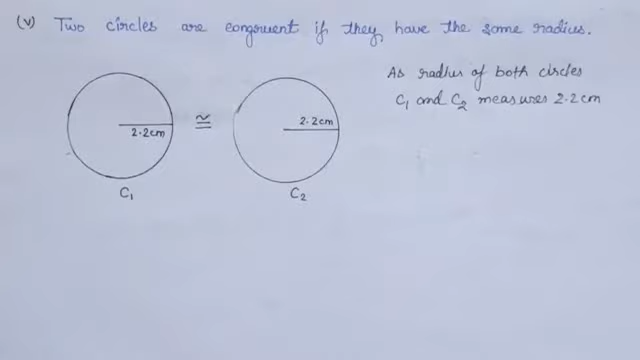 (v) Two circles are congruent if they have the some radius.
As radius of both circles
C₁ and C₂ measures 2.2cm
2.2cm
≅
2.2cm
C₁
C₂